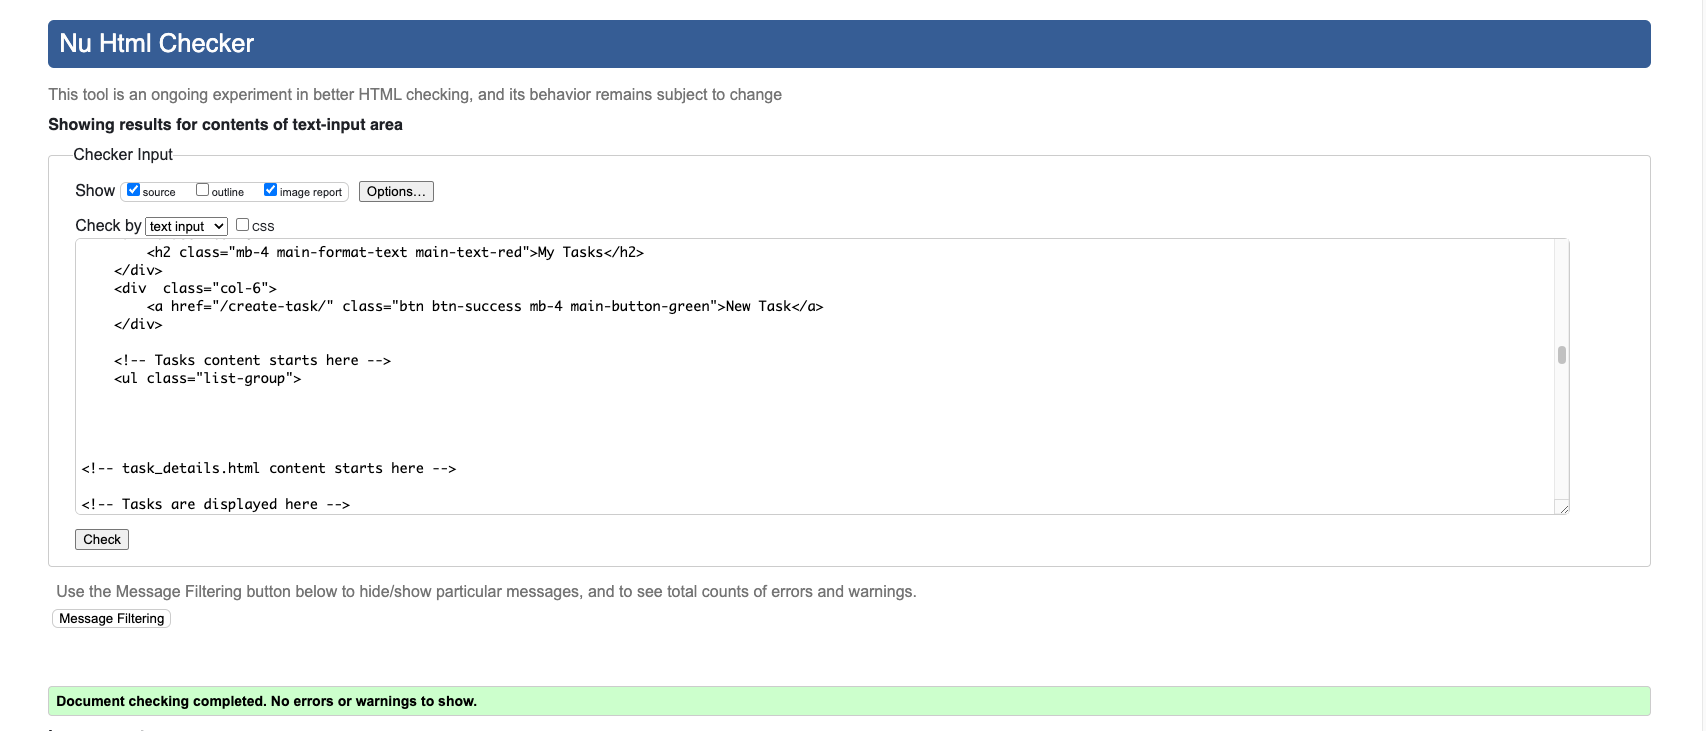 Nu Html Checker
This tool is an ongoing experiment in better HTML checking, and its behavior remains subject to change
Showing results for contents of text-input area
Checker Input
Show source outline image report Options...
Check by text input CSS
<h2 class="mb-4 main-format-text main-text-red">My Tasks</h2>
</div>
<div  class="col-6">
<a href="/create-task/" class="btn btn-success mb-4 main-button-green">New Task</a>
</div>
<!-- Tasks content starts here -->
<ul class="list-group">
<!-- task_details.html content starts here -->
<!-- Tasks are displayed here -->
Check
Use the Message Filtering button below to hide/show particular messages, and to see total counts of errors and warnings.
Message Filtering
Document checking completed. No errors or warnings to show.